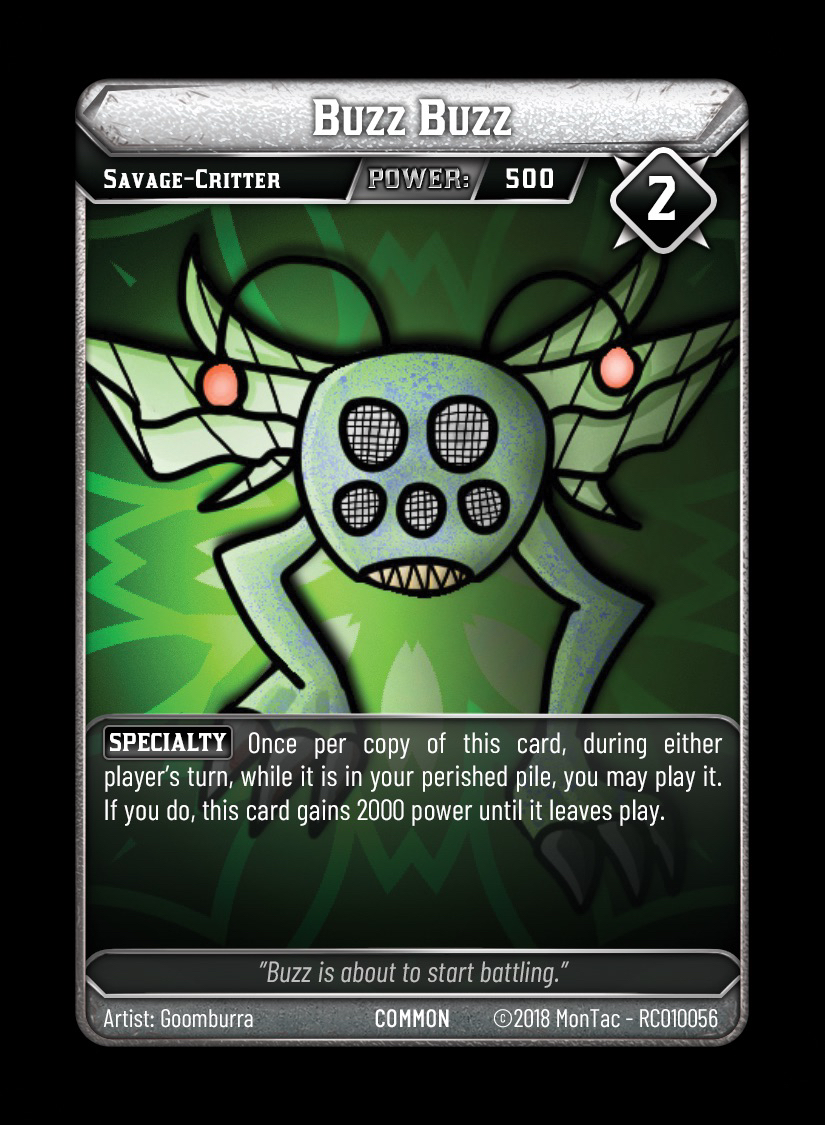 Buzz Buzz
Savage-Critter POWER: 500
2
SPECIALTY Once per copy of this card, during either
player's turn, while it is in your perished pile, you may play it.
If you do, this card gains 2000 power until it leaves play.
"Buzz is about to start battling."
Artist: Goomburra COMMON ©2018 MonTac - RC010056